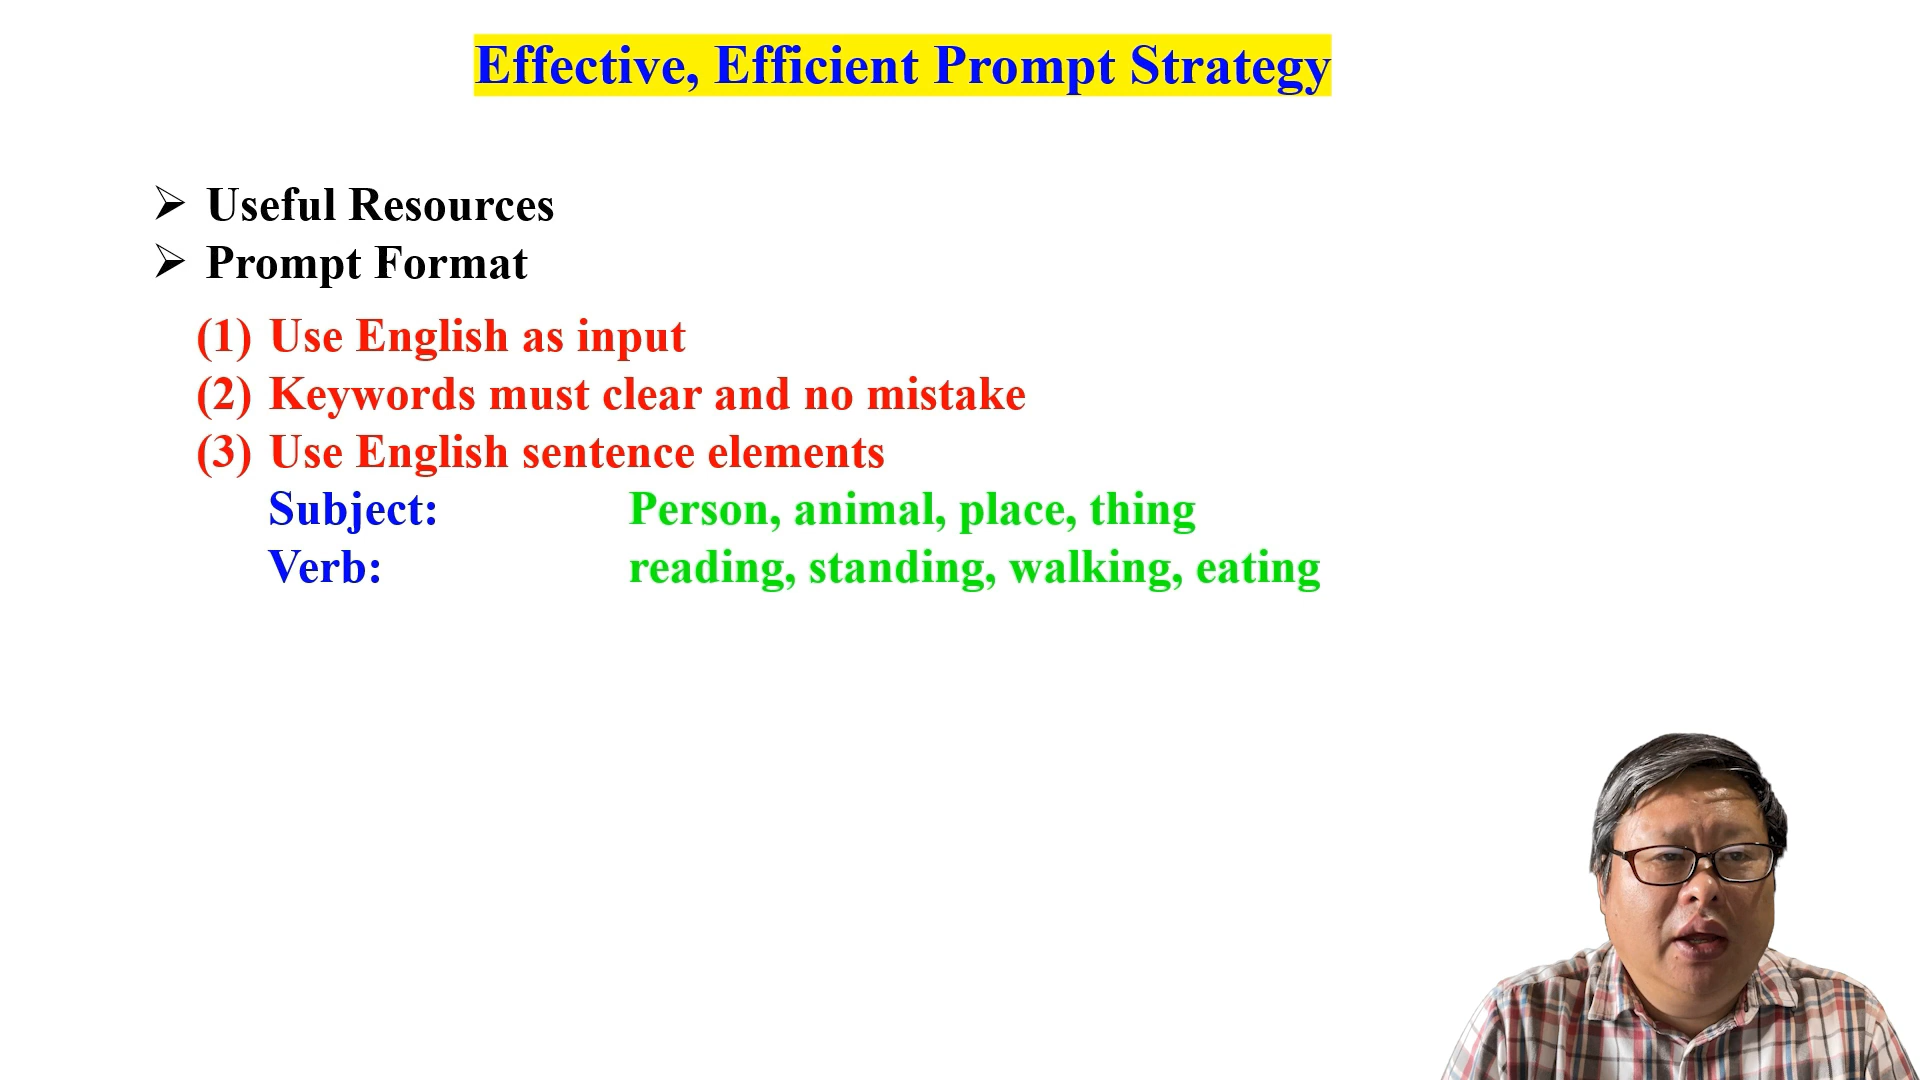 Effective, Efficient Prompt Strategy
➢ Useful Resources
➢ Prompt Format
(1) Use English as input
(2) Keywords must clear and no mistake
(3) Use English sentence elements
Subject: Person, animal, place, thing
Verb: reading, standing, walking, eating